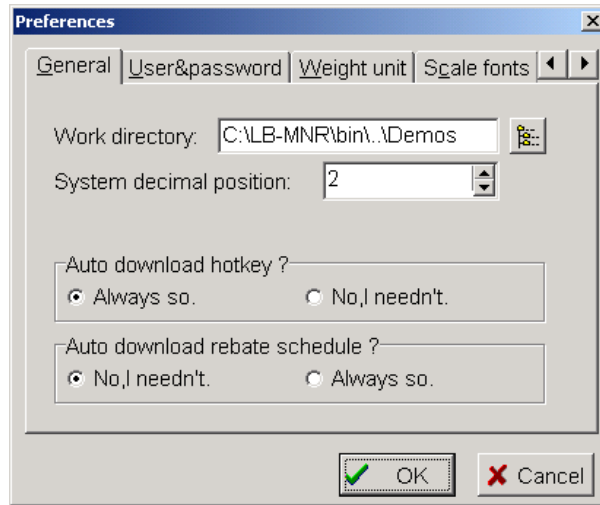 Preferences
General User&password Weight unit Scale fonts
Work directory: C:\LB-MNR\bin\..\Demos
System decimal position: 2
Auto download hotkey ?
Always so. No,I needn't.
Auto download rebate schedule ?
No,I needn't. Always so.
OK Cancel